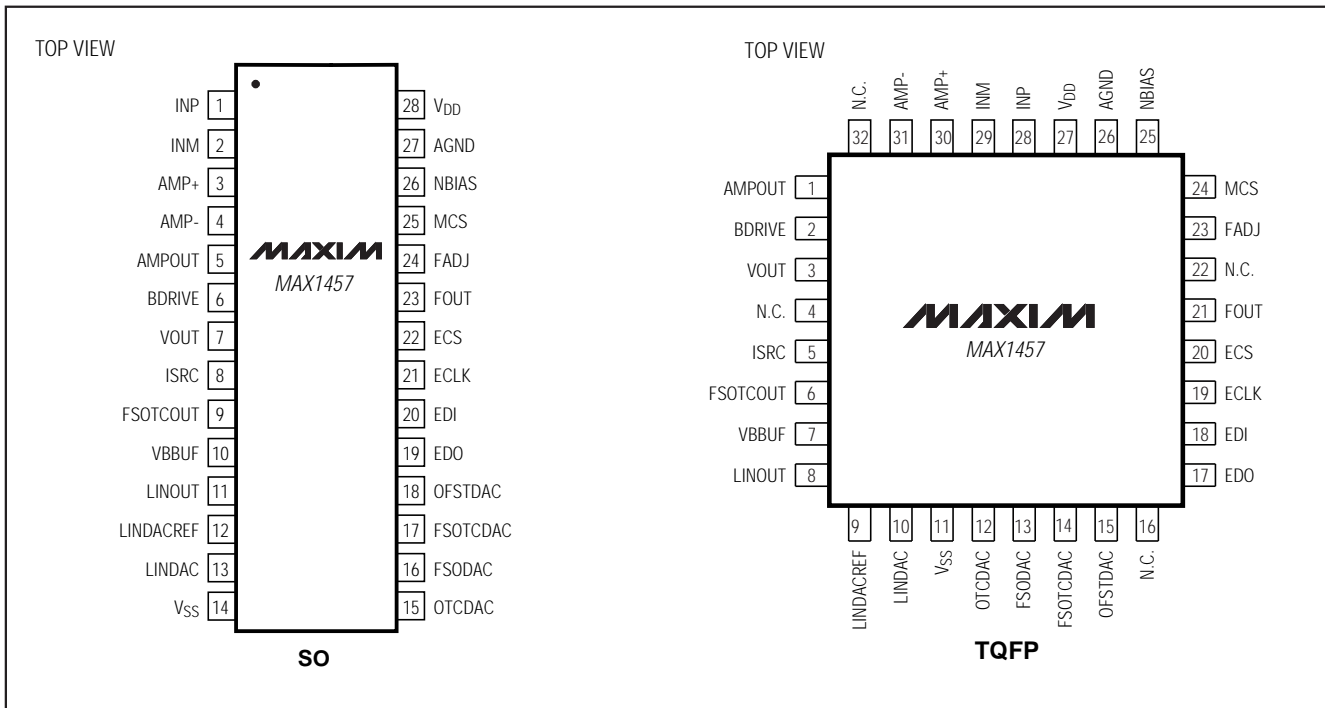 TOP VIEW
INP 1
INM 2
AMP+ 3
AMP- 4
AMPOUT 5
BDRIVE 6
VOUT 7
ISRC 8
FSOTCOUT 9
VBBUF 10
LINOUT 11
LINDACREF 12
LINDAC 13
VSS 14
28 VDD
27 AGND
26 NBIAS
25 MCS
24 FADJ
23 FOUT
22 ECS
21 ECLK
20 EDI
19 EDO
18 OFSTDAC
17 FSOTCDAC
16 FSODAC
15 OTCDAC
MAXIM
MAX1457
SO
TOP VIEW
N.C. 32
AMP- 31
AMP+ 30
INM 29
INP 28
VDD 27
AGND 26
NBIAS 25
AMPOUT 1
BDRIVE 2
VOUT 3
N.C. 4
ISRC 5
FSOTCOUT 6
VBBUF 7
LINOUT 8
24 MCS
23 FADJ
22 N.C.
21 FOUT
20 ECS
19 ECLK
18 EDI
17 EDO
MAXIM
MAX1457
9 LINDACREF
10 LINDAC
11 VSS
12 OTCDAC
13 FSODAC
14 FSOTCDAC
15 OFSTDAC
16 N.C.
TQFP